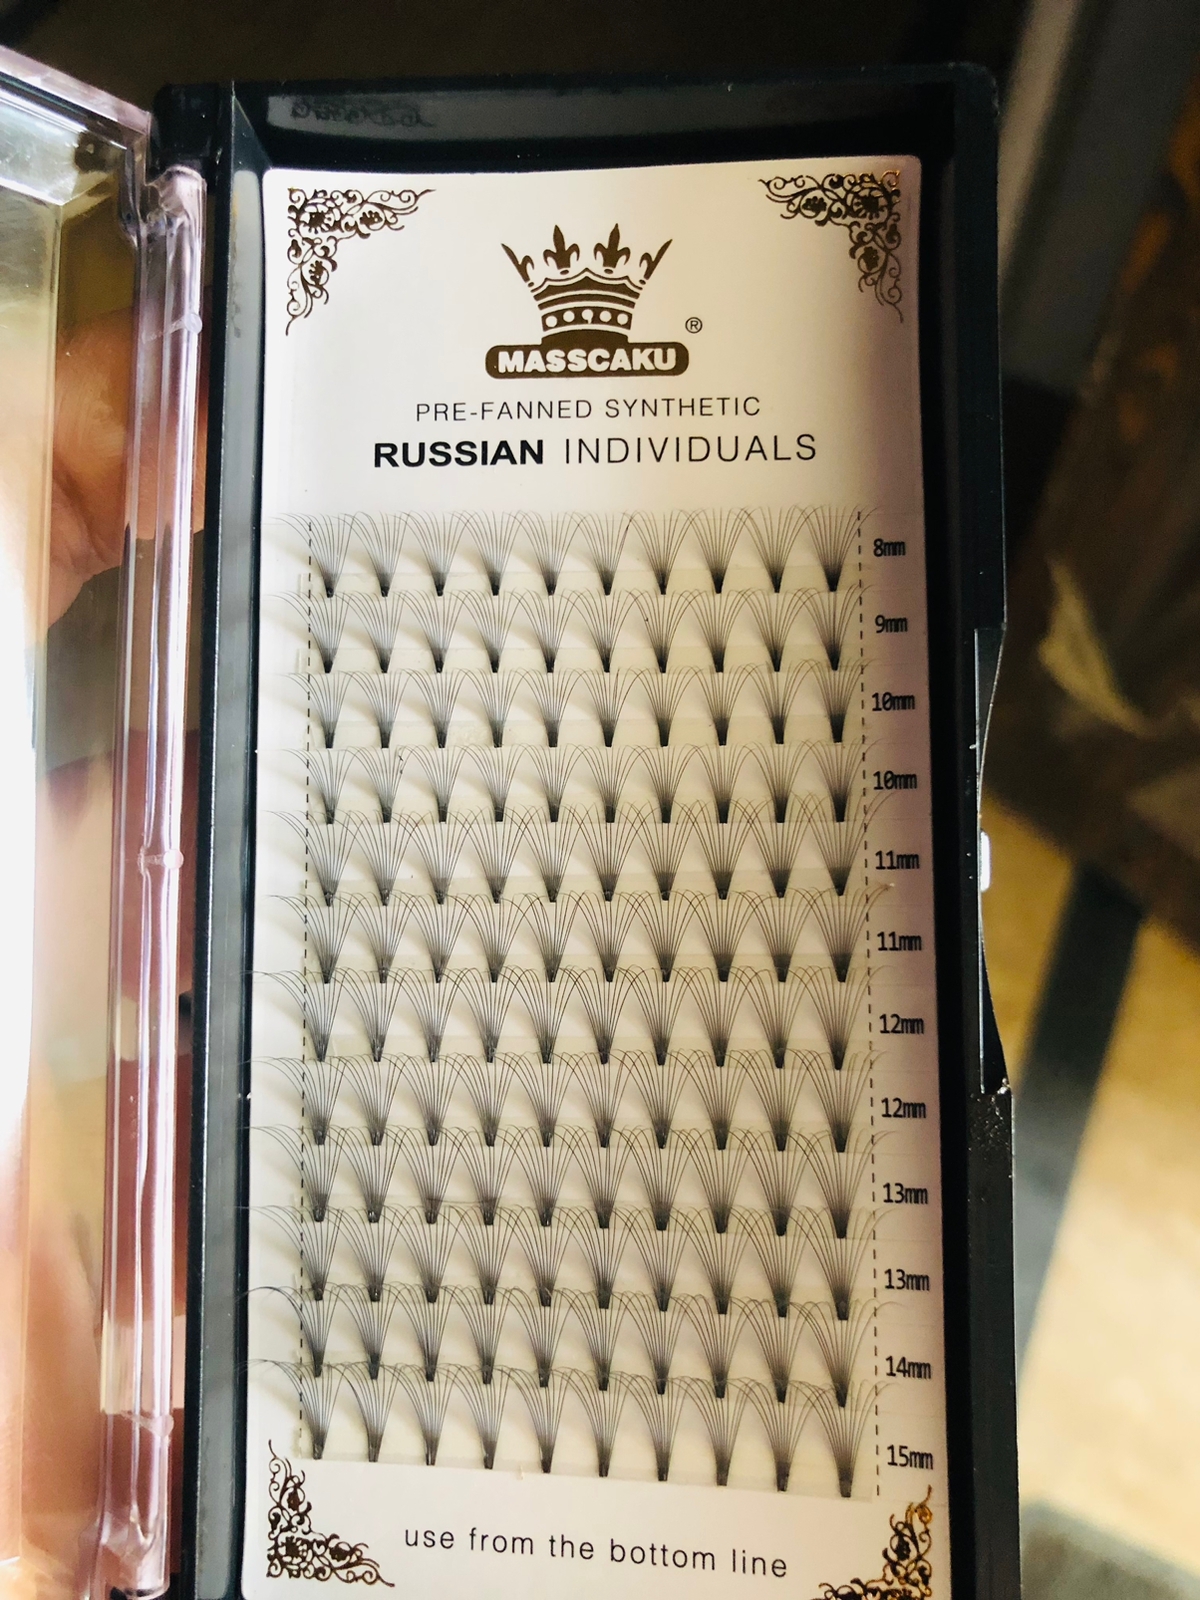 MASSCAKU ®
PRE-FANNED SYNTHETIC
RUSSIAN INDIVIDUALS
8mm
9mm
10mm
10mm
11mm
11mm
12mm
12mm
13mm
13mm
14mm
15mm
use from the bottom line